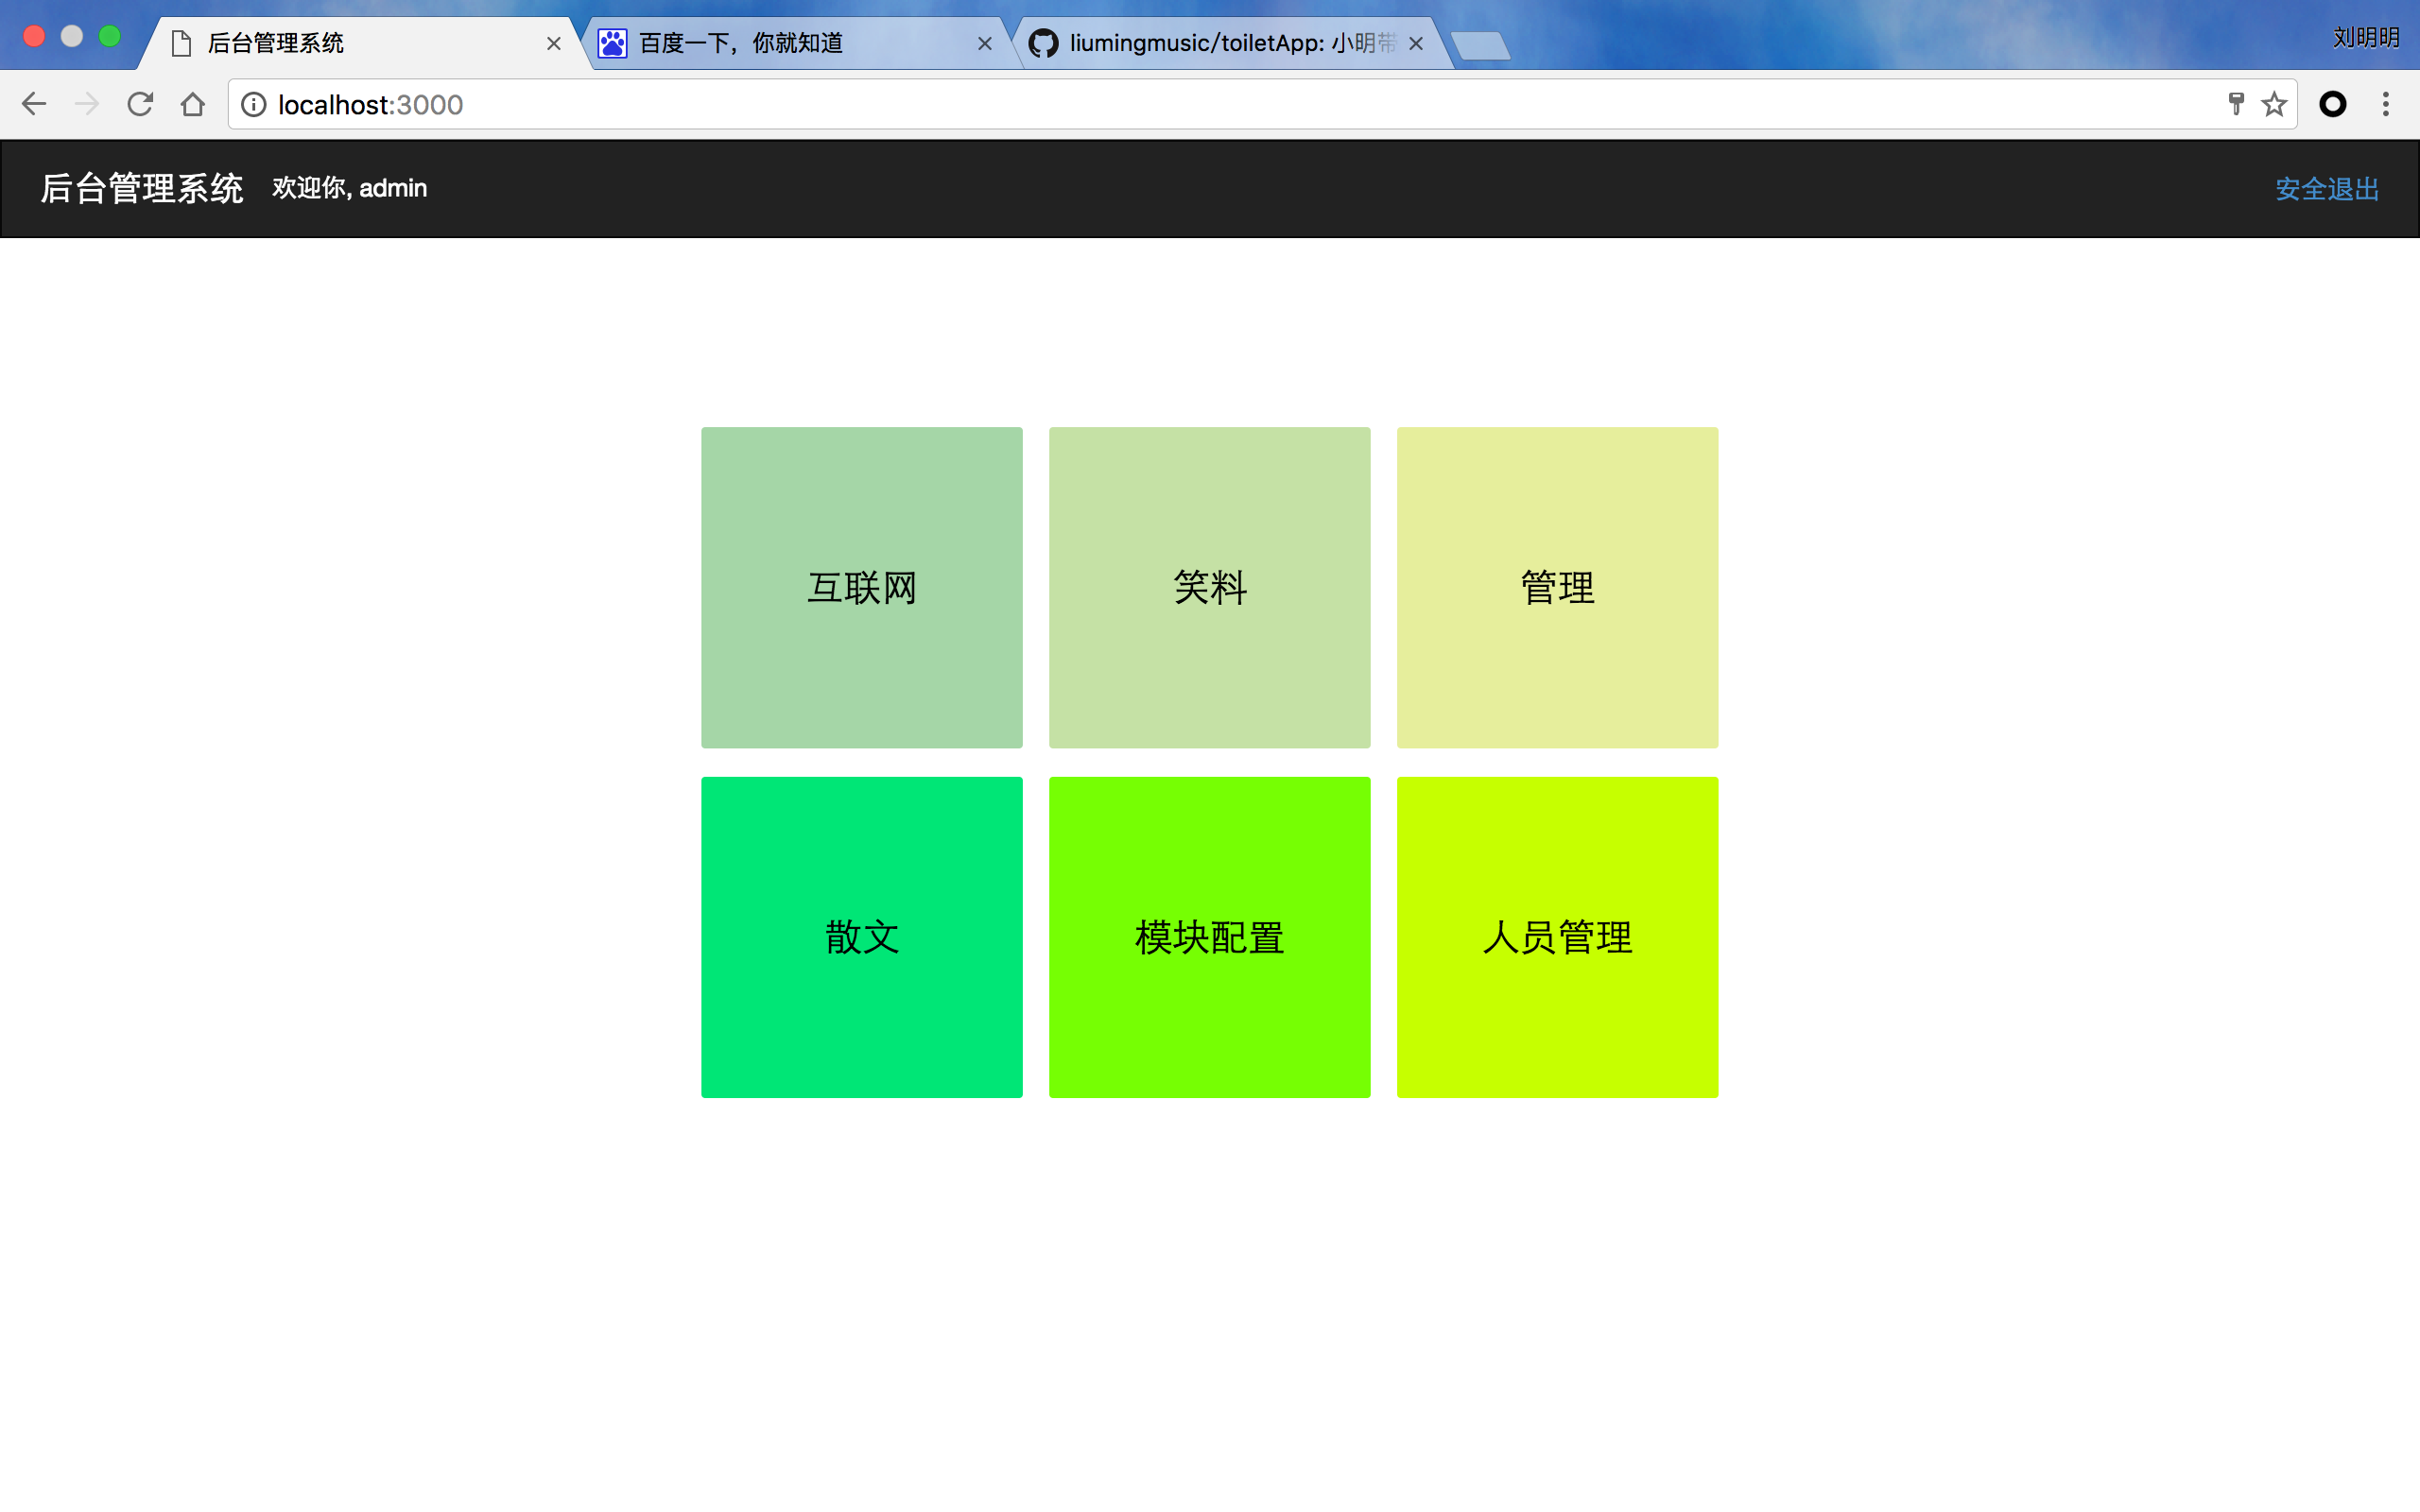 后台管理系统
百度一下，你就知道
liumingmusic/toiletApp: 小明带
刘明明
localhost:3000
后台管理系统
欢迎你, admin
安全退出
互联网
笑料
管理
散文
模块配置
人员管理